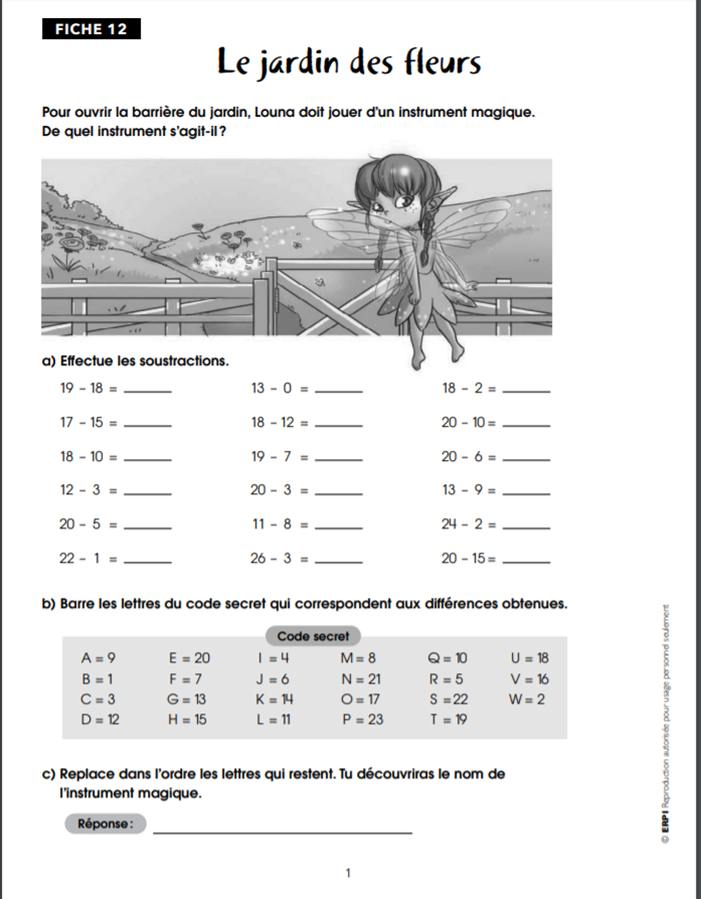 FICHE 12
Le jardin des fleurs
Pour ouvrir la barrière du jardin, Louna doit jouer d'un instrument magique.
De quel instrument s'agit-il?
a) Effectue les soustractions.
19 - 18 = ______ 13 - 0 = ______ 18 - 2 = ______
17 - 15 = ______ 18 - 12 = ______ 20 - 10 = ______
18 - 10 = ______ 19 - 7 = ______ 20 - 6 = ______
12 - 3 = ______ 20 - 3 = ______ 13 - 9 = ______
20 - 5 = ______ 11 - 8 = ______ 24 - 2 = ______
22 - 1 = ______ 26 - 3 = ______ 20 - 15 = ______
b) Barre les lettres du code secret qui correspondent aux différences obtenues.
Code secret
A = 9 E = 20 I = 4 M = 8 Q = 10 U = 18
B = 1 F = 7 J = 6 N = 21 R = 5 V = 16
C = 3 G = 13 K = 14 O = 17 S = 22 W = 2
D = 12 H = 15 L = 11 P = 23 T = 19
c) Replace dans l'ordre les lettres qui restent. Tu découvriras le nom de
l'instrument magique.
Réponse : ______
1
© ERPI Reproduction autorisée pour usage personnel seulement